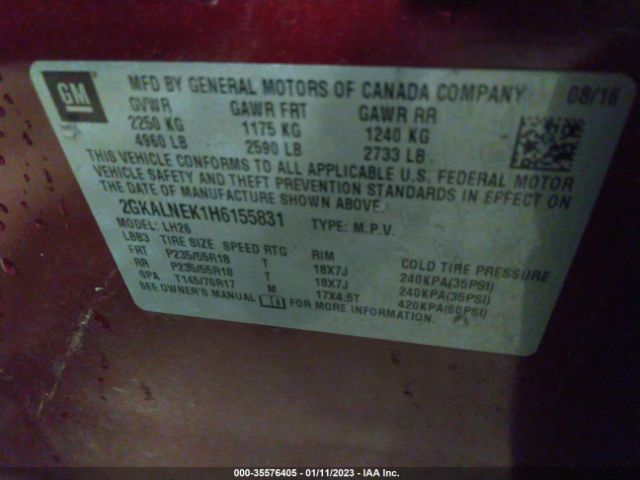 GM
MFD BY GENERAL MOTORS OF CANADA COMPANY 08/16
GVWR GAWR FRT GAWR RR
2250 KG 1175 KG 1240 KG
4960 LB 2590 LB 2733 LB
THIS VEHICLE CONFORMS TO ALL APPLICABLE U.S. FEDERAL MOTOR
VEHICLE SAFETY AND THEFT PREVENTION STANDARDS IN EFFECT ON
THE DATE OF MANUFACTURE SHOWN ABOVE.
2GKALNEK1H6155831 TYPE: M.P.V.
MODEL: LH26
L8B3 TIRE SIZE SPEED RTG RIM COLD TIRE PRESSURE
FRT P235/55R18 T 18X7J 240KPA(35PSI)
RR P235/55R18 T 18X7J 240KPA(35PSI)
SPA T145/70R17 M 17X4.5T 420KPA(60PSI)
SEE OWNER'S MANUAL FOR MORE INFORMATION.
000-35576405 - 01/11/2023 - IAA Inc.